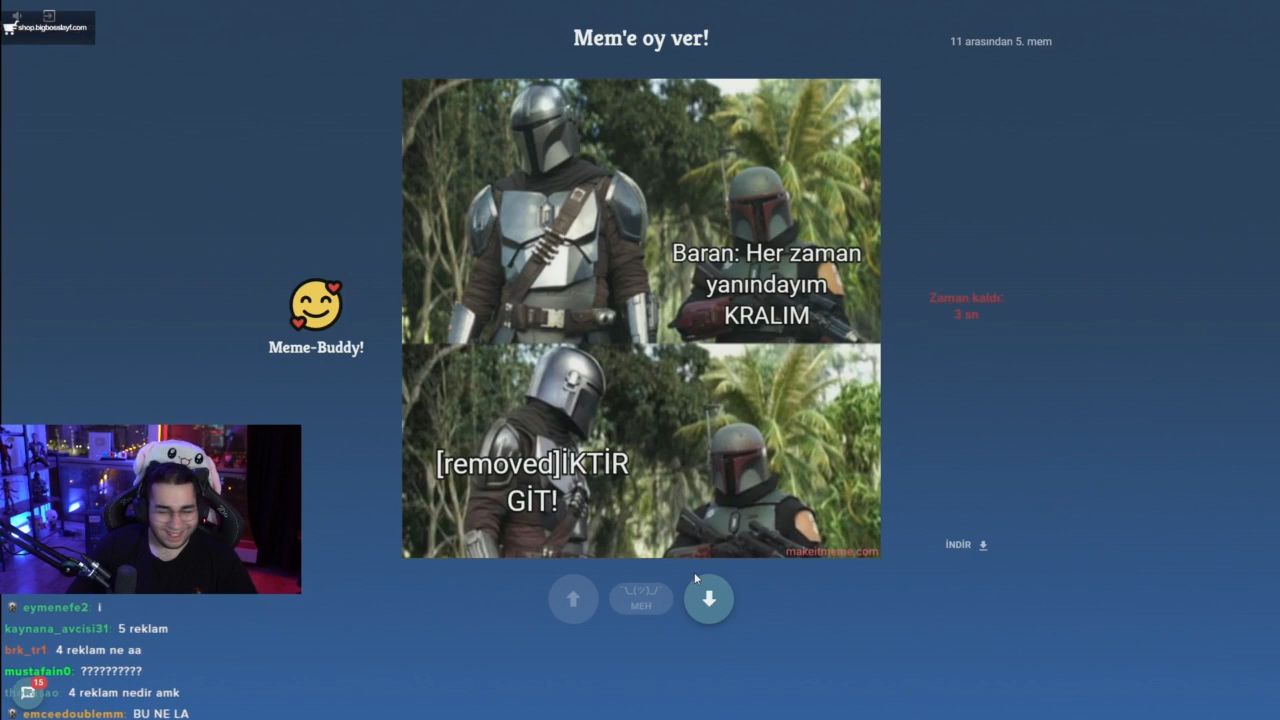 shop.bigbosslayf.com
Mem'e oy ver!
11 arasından 5. mem
Baran: Her zaman
yanındayım
KRALIM
Zaman kaldı:
3 sn
Meme-Buddy!
[removed]İKTİR
GİT!
makeitmeme.com
İNDİR
¯\_(ツ)_/¯
MEH
eymenefe2: i
kaynana_avcisi31: 5 reklam
brk_tr1: 4 reklam ne aa
mustafain0: ??????????
15
4 reklam nedir amk
emceedoublemm: BU NE LA